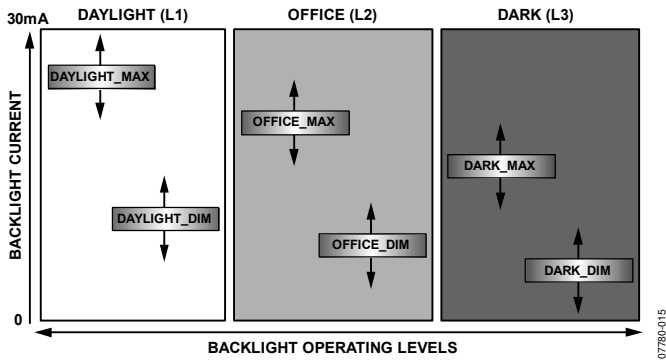 30mA
DAYLIGHT (L1)
OFFICE (L2)
DARK (L3)
DAYLIGHT_MAX
OFFICE_MAX
DARK_MAX
DAYLIGHT_DIM
OFFICE_DIM
DARK_DIM
BACKLIGHT CURRENT
0
BACKLIGHT OPERATING LEVELS
07780-015